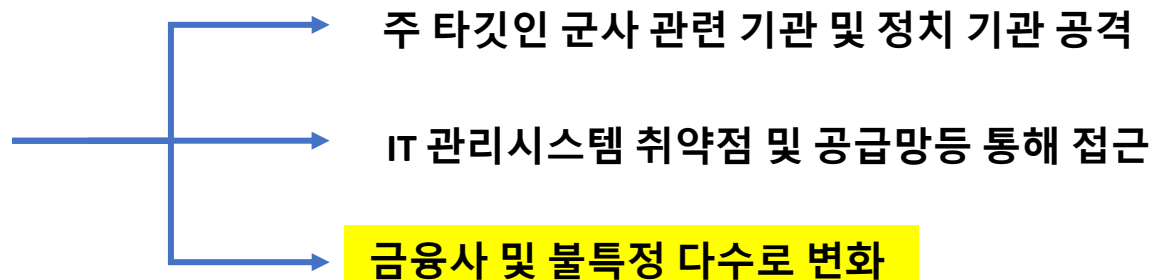 주 타깃인 군사 관련 기관 및 정치 기관 공격
IT 관리시스템 취약점 및 공급망등 통해 접근
금융사 및 불특정 다수로 변화